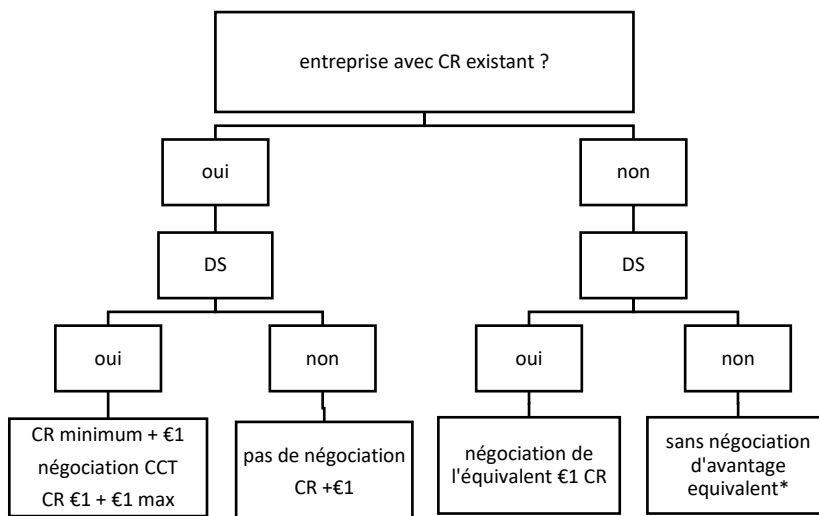 entreprise avec CR existant ?
oui
non
DS
DS
oui
non
oui
non
CR minimum + €1
négociation CCT
CR €1 + €1 max
pas de négociation
CR +€1
négociation de
l'équivalent €1 CR
sans négociation
d'avantage
equivalent*